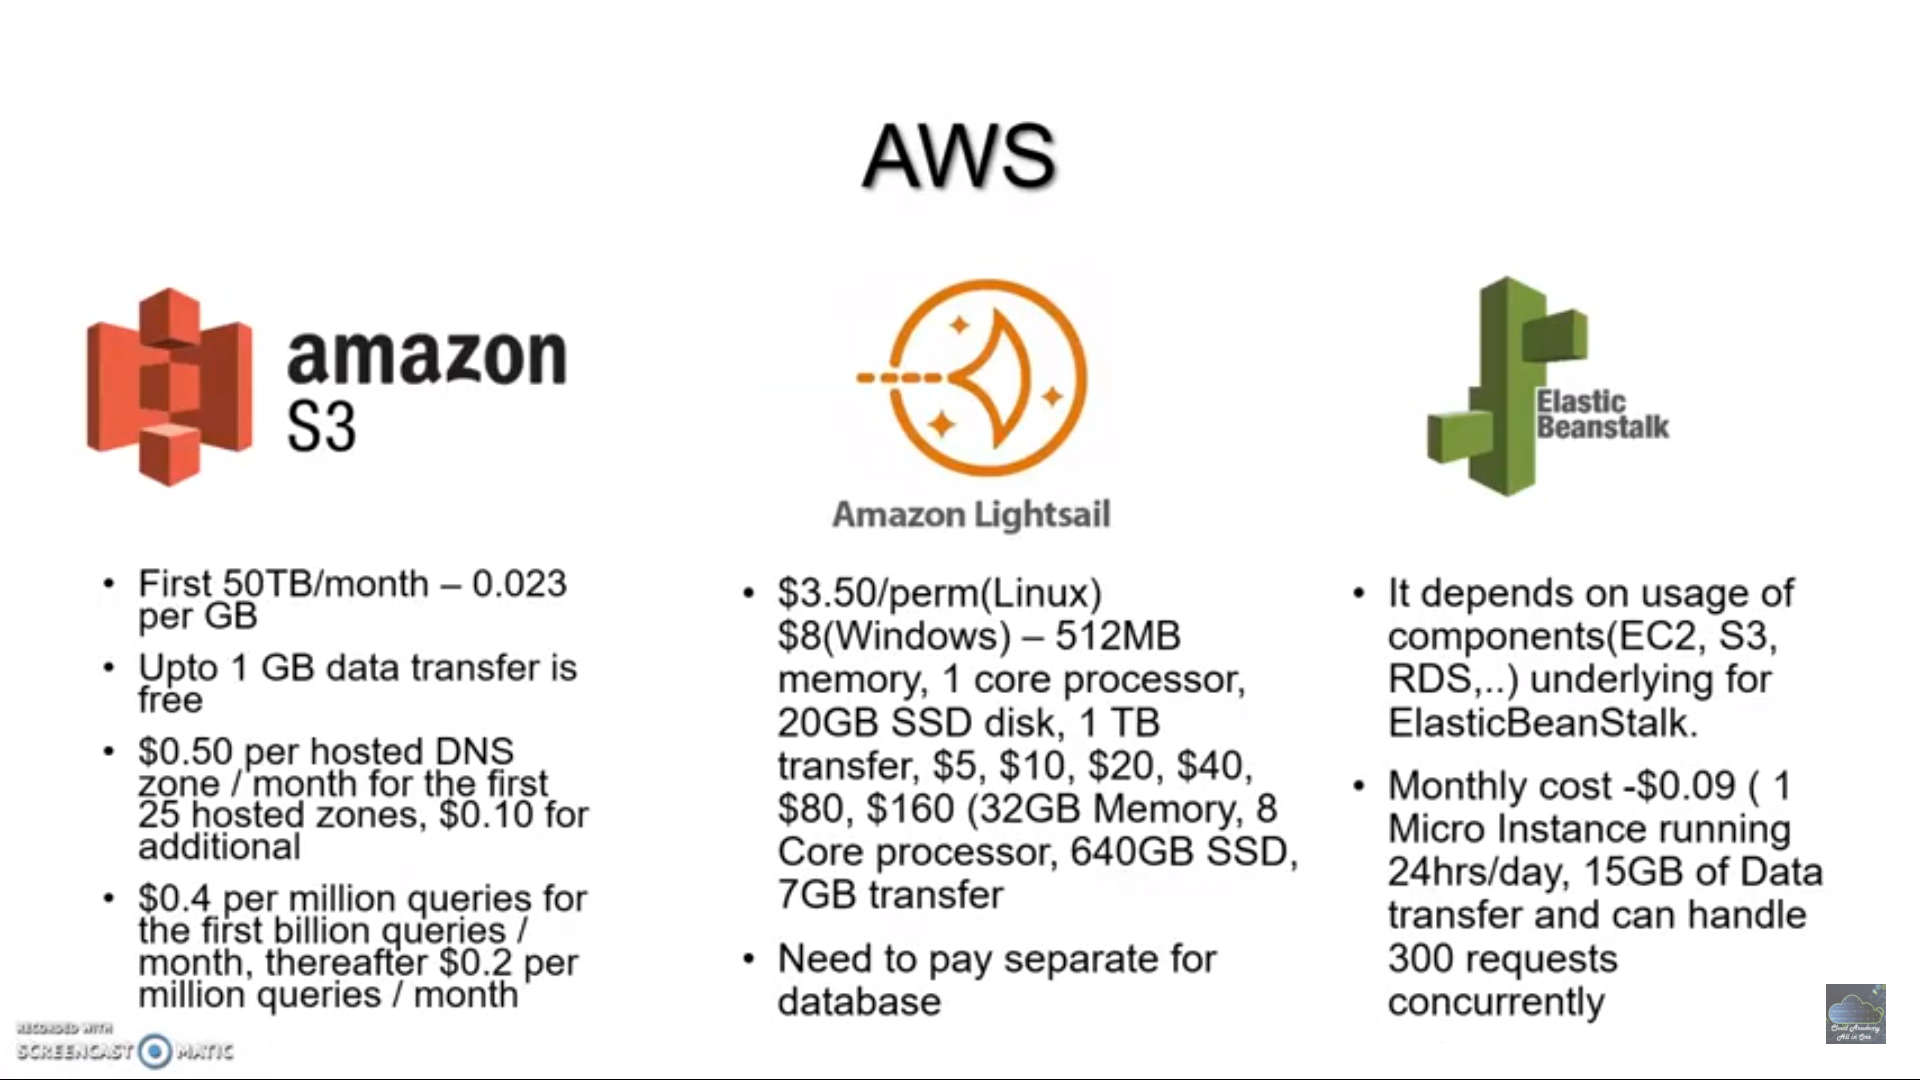 AWS
amazon
S3
Amazon Lightsail
Elastic
Beanstalk
• First 50TB/month – 0.023
per GB
• Upto 1 GB data transfer is
free
• $0.50 per hosted DNS
zone / month for the first
25 hosted zones, $0.10 for
additional
• $0.4 per million queries for
the first billion queries /
month, thereafter $0.2 per
million queries / month
• $3.50/perm(Linux)
$8(Windows) – 512MB
memory, 1 core processor,
20GB SSD disk, 1 TB
transfer, $5, $10, $20, $40,
$80, $160 (32GB Memory, 8
Core processor, 640GB SSD,
7GB transfer
• Need to pay separate for
database
• It depends on usage of
components(EC2, S3,
RDS,..) underlying for
ElasticBeanStalk.
• Monthly cost -$0.09 ( 1
Micro Instance running
24hrs/day, 15GB of Data
transfer and can handle
300 requests
concurrently
RECORDED WITH
SCREENCAST MATIC
Academy
All in One